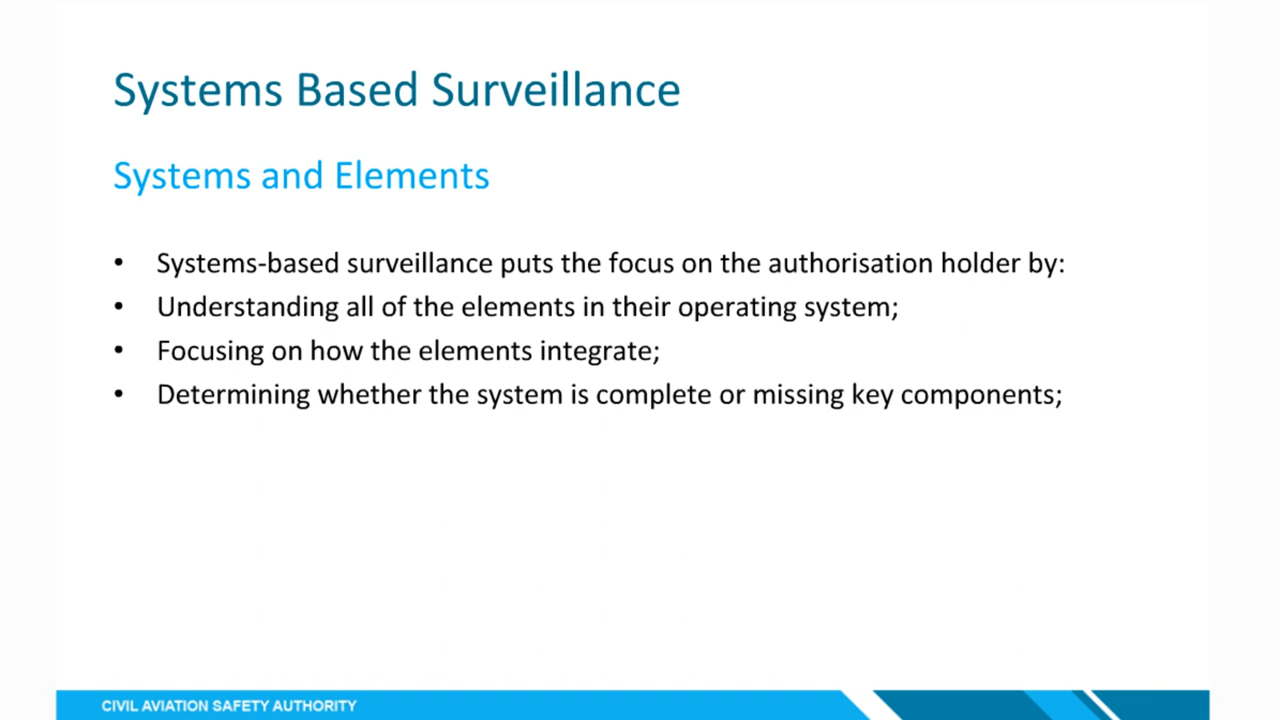 Systems Based Surveillance
Systems and Elements
• Systems-based surveillance puts the focus on the authorisation holder by:
• Understanding all of the elements in their operating system;
• Focusing on how the elements integrate;
• Determining whether the system is complete or missing key components;
CIVIL AVIATION SAFETY AUTHORITY